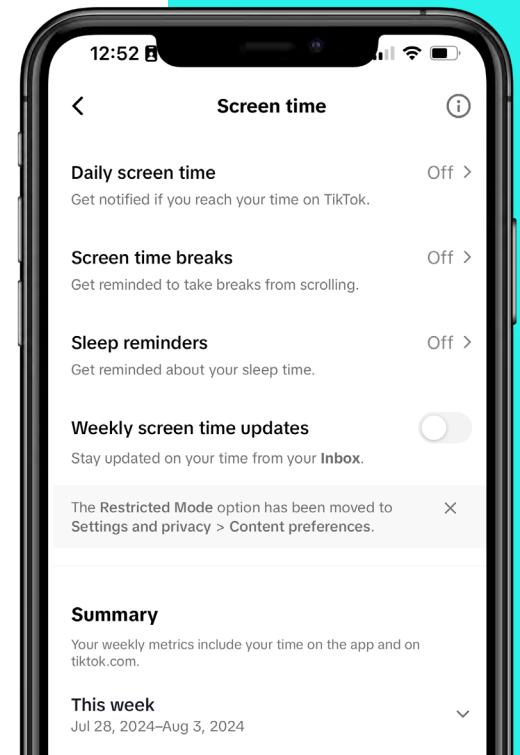 12:52
Screen time
Daily screen time
Off
Get notified if you reach your time on TikTok.
Screen time breaks
Off
Get reminded to take breaks from scrolling.
Sleep reminders
Off
Get reminded about your sleep time.
Weekly screen time updates
Stay updated on your time from your Inbox.
The Restricted Mode option has been moved to
Settings and privacy > Content preferences.
Summary
Your weekly metrics include your time on the app and on
tiktok.com.
This week
Jul 28, 2024–Aug 3, 2024